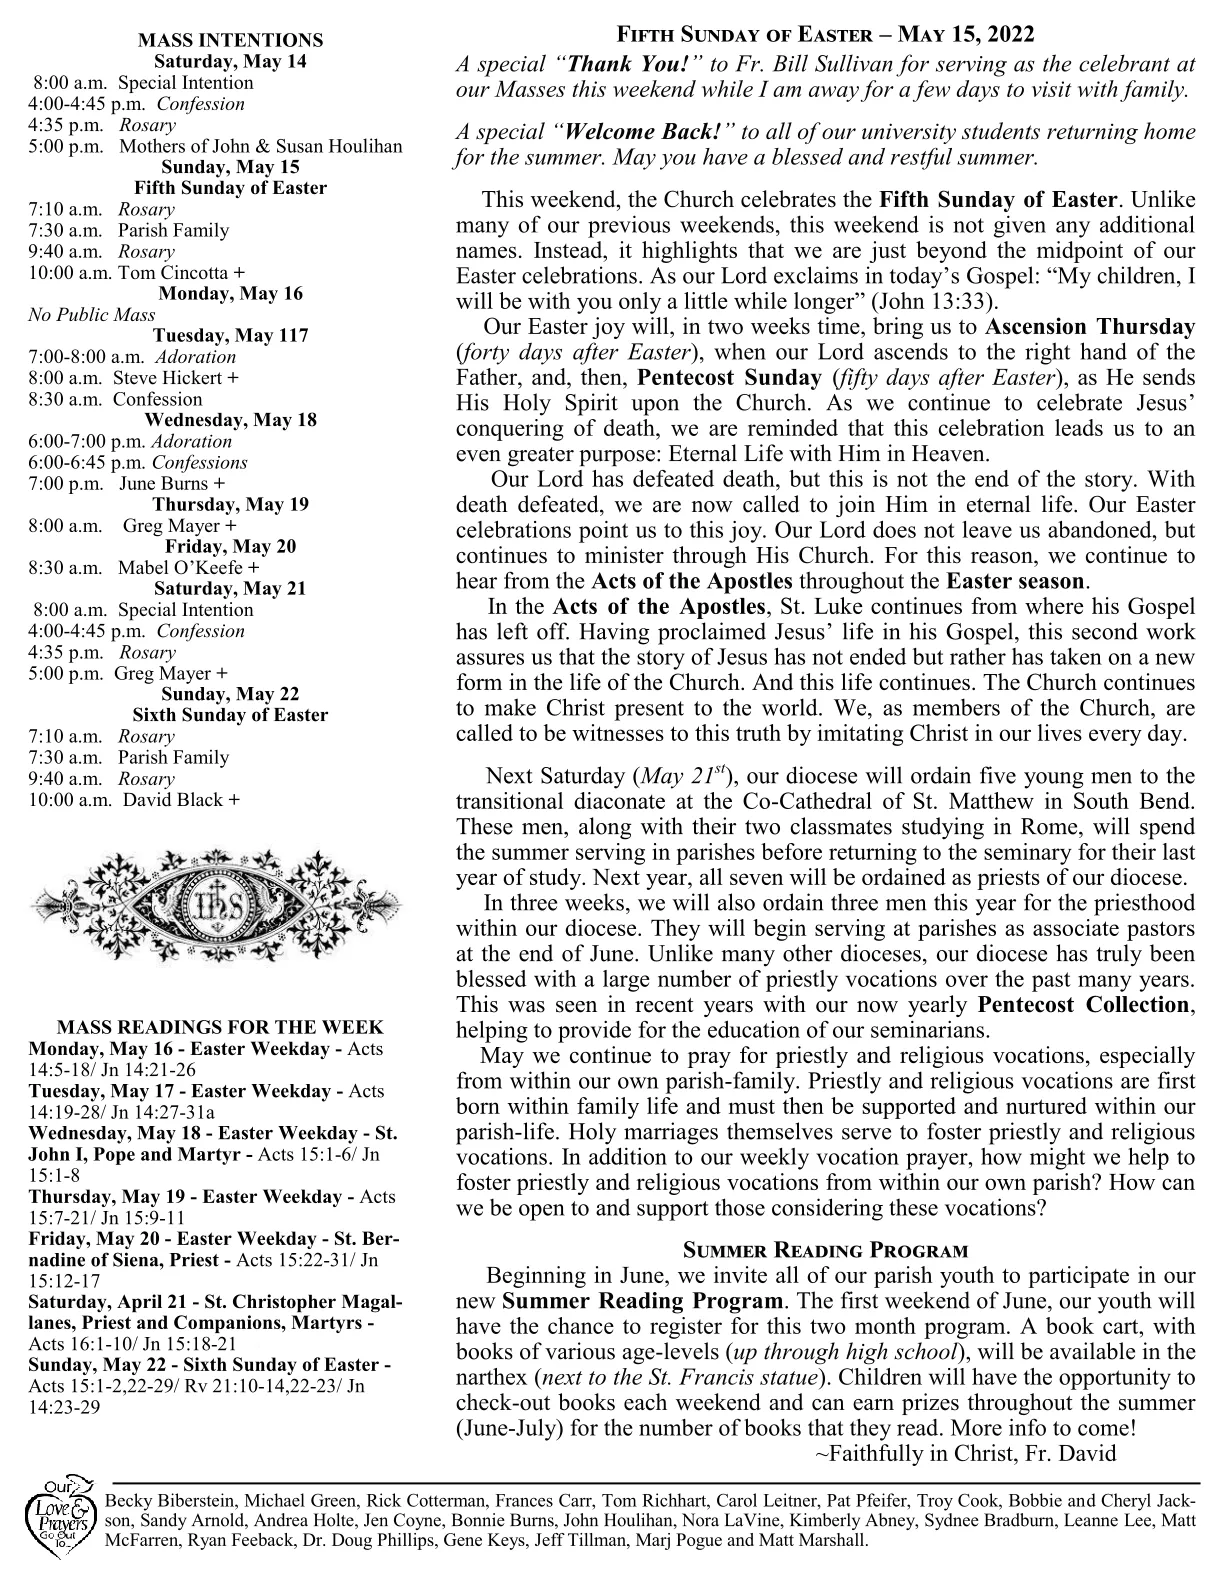 MASS INTENTIONS
Saturday, May 14
8:00 a.m. Special Intention
4:00-4:45 p.m. Confession
4:35 p.m. Rosary
5:00 p.m. Mothers of John & Susan Houlihan
Sunday, May 15
Fifth Sunday of Easter
7:10 a.m. Rosary
7:30 a.m. Parish Family
9:40 a.m. Rosary
10:00 a.m. Tom Cincotta +
Monday, May 16
No Public Mass
Tuesday, May 117
7:00-8:00 a.m. Adoration
8:00 a.m. Steve Hickert +
8:30 a.m. Confession
Wednesday, May 18
6:00-7:00 p.m. Adoration
6:00-6:45 p.m. Confessions
7:00 p.m. June Burns +
Thursday, May 19
8:00 a.m. Greg Mayer +
Friday, May 20
8:30 a.m. Mabel O’Keefe +
Saturday, May 21
8:00 a.m. Special Intention
4:00-4:45 p.m. Confession
4:35 p.m. Rosary
5:00 p.m. Greg Mayer +
Sunday, May 22
Sixth Sunday of Easter
7:10 a.m. Rosary
7:30 a.m. Parish Family
9:40 a.m. Rosary
10:00 a.m. David Black +
IHS
MASS READINGS FOR THE WEEK
Monday, May 16 - Easter Weekday - Acts
14:5-18/ Jn 14:21-26
Tuesday, May 17 - Easter Weekday - Acts
14:19-28/ Jn 14:27-31a
Wednesday, May 18 - Easter Weekday - St.
John I, Pope and Martyr - Acts 15:1-6/ Jn
15:1-8
Thursday, May 19 - Easter Weekday - Acts
15:7-21/ Jn 15:9-11
Friday, May 20 - Easter Weekday - St. Ber-
nadine of Siena, Priest - Acts 15:22-31/ Jn
15:12-17
Saturday, April 21 - St. Christopher Magal-
lanes, Priest and Companions, Martyrs -
Acts 16:1-10/ Jn 15:18-21
Sunday, May 22 - Sixth Sunday of Easter -
Acts 15:1-2,22-29/ Rv 21:10-14,22-23/ Jn
14:23-29
FIFTH SUNDAY OF EASTER – MAY 15, 2022
A special “Thank You!” to Fr. Bill Sullivan for serving as the celebrant at
our Masses this weekend while I am away for a few days to visit with family.
A special “Welcome Back!” to all of our university students returning home
for the summer. May you have a blessed and restful summer.
This weekend, the Church celebrates the Fifth Sunday of Easter. Unlike
many of our previous weekends, this weekend is not given any additional
names. Instead, it highlights that we are just beyond the midpoint of our
Easter celebrations. As our Lord exclaims in today’s Gospel: “My children, I
will be with you only a little while longer” (John 13:33).
Our Easter joy will, in two weeks time, bring us to Ascension Thursday
(forty days after Easter), when our Lord ascends to the right hand of the
Father, and, then, Pentecost Sunday (fifty days after Easter), as He sends
His Holy Spirit upon the Church. As we continue to celebrate Jesus’
conquering of death, we are reminded that this celebration leads us to an
even greater purpose: Eternal Life with Him in Heaven.
Our Lord has defeated death, but this is not the end of the story. With
death defeated, we are now called to join Him in eternal life. Our Easter
celebrations point us to this joy. Our Lord does not leave us abandoned, but
continues to minister through His Church. For this reason, we continue to
hear from the Acts of the Apostles throughout the Easter season.
In the Acts of the Apostles, St. Luke continues from where his Gospel
has left off. Having proclaimed Jesus’ life in his Gospel, this second work
assures us that the story of Jesus has not ended but rather has taken on a new
form in the life of the Church. And this life continues. The Church continues
to make Christ present to the world. We, as members of the Church, are
called to be witnesses to this truth by imitating Christ in our lives every day.
Next Saturday (May 21st), our diocese will ordain five young men to the
transitional diaconate at the Co-Cathedral of St. Matthew in South Bend.
These men, along with their two classmates studying in Rome, will spend
the summer serving in parishes before returning to the seminary for their last
year of study. Next year, all seven will be ordained as priests of our diocese.
In three weeks, we will also ordain three men this year for the priesthood
within our diocese. They will begin serving at parishes as associate pastors
at the end of June. Unlike many other dioceses, our diocese has truly been
blessed with a large number of priestly vocations over the past many years.
This was seen in recent years with our now yearly Pentecost Collection,
helping to provide for the education of our seminarians.
May we continue to pray for priestly and religious vocations, especially
from within our own parish-family. Priestly and religious vocations are first
born within family life and must then be supported and nurtured within our
parish-life. Holy marriages themselves serve to foster priestly and religious
vocations. In addition to our weekly vocation prayer, how might we help to
foster priestly and religious vocations from within our own parish? How can
we be open to and support those considering these vocations?
SUMMER READING PROGRAM
Beginning in June, we invite all of our parish youth to participate in our
new Summer Reading Program. The first weekend of June, our youth will
have the chance to register for this two month program. A book cart, with
books of various age-levels (up through high school), will be available in the
narthex (next to the St. Francis statue). Children will have the opportunity to
check-out books each weekend and can earn prizes throughout the summer
(June-July) for the number of books that they read. More info to come!
~Faithfully in Christ, Fr. David
Our
Love &
Prayers
Go Out
To...
Becky Biberstein, Michael Green, Rick Cotterman, Frances Carr, Tom Richhart, Carol Leitner, Pat Pfeifer, Troy Cook, Bobbie and Cheryl Jack-
son, Sandy Arnold, Andrea Holte, Jen Coyne, Bonnie Burns, John Houlihan, Nora LaVine, Kimberly Abney, Sydnee Bradburn, Leanne Lee, Matt
McFarren, Ryan Feeback, Dr. Doug Phillips, Gene Keys, Jeff Tillman, Marj Pogue and Matt Marshall.